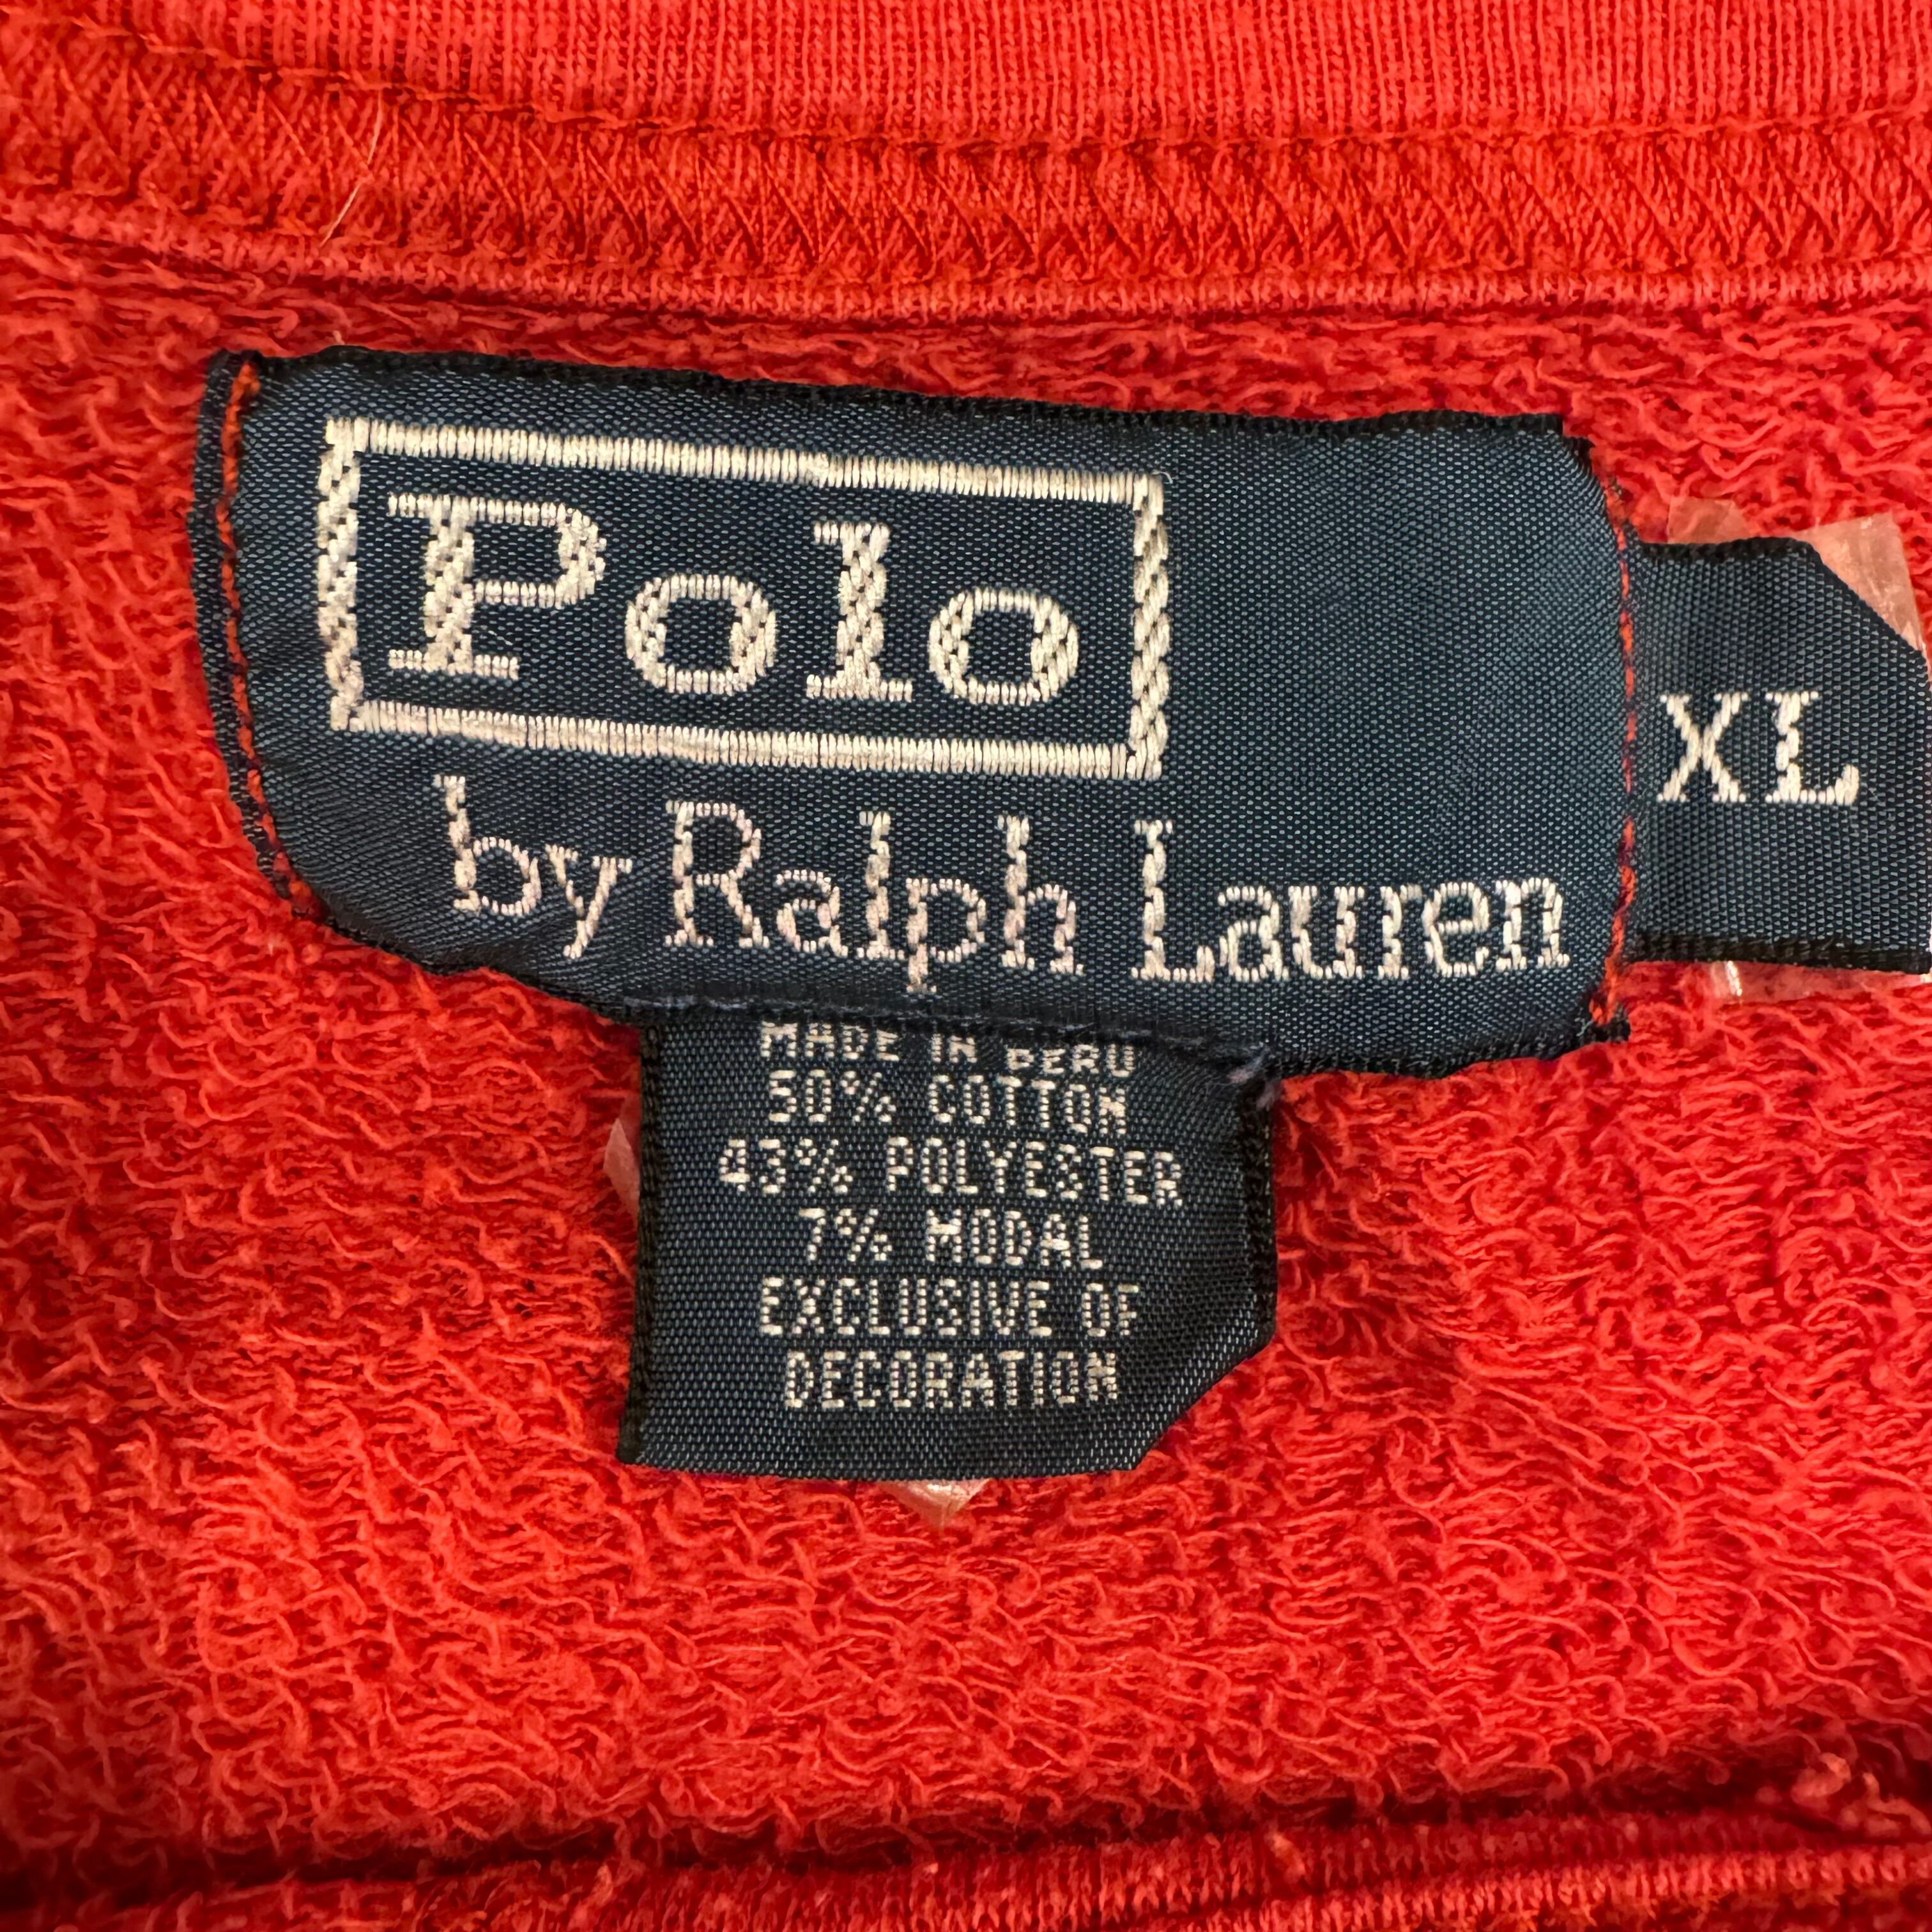 Polo
by Ralph Lauren
XL
MADE IN PERU
50% COTTON
43% POLYESTER
7% MODAL
EXCLUSIVE OF
DECORATION